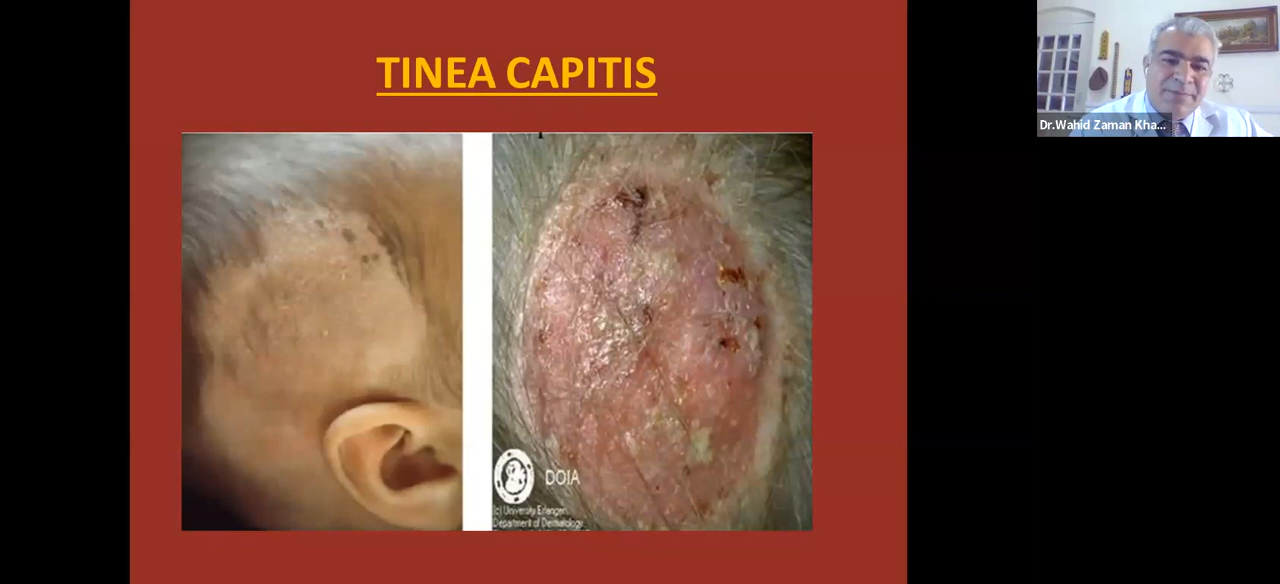 TINEA CAPITIS
Dr.Wahid Zaman Kha...
DOIA
(c) University Erlangen,
Department of Dermatology